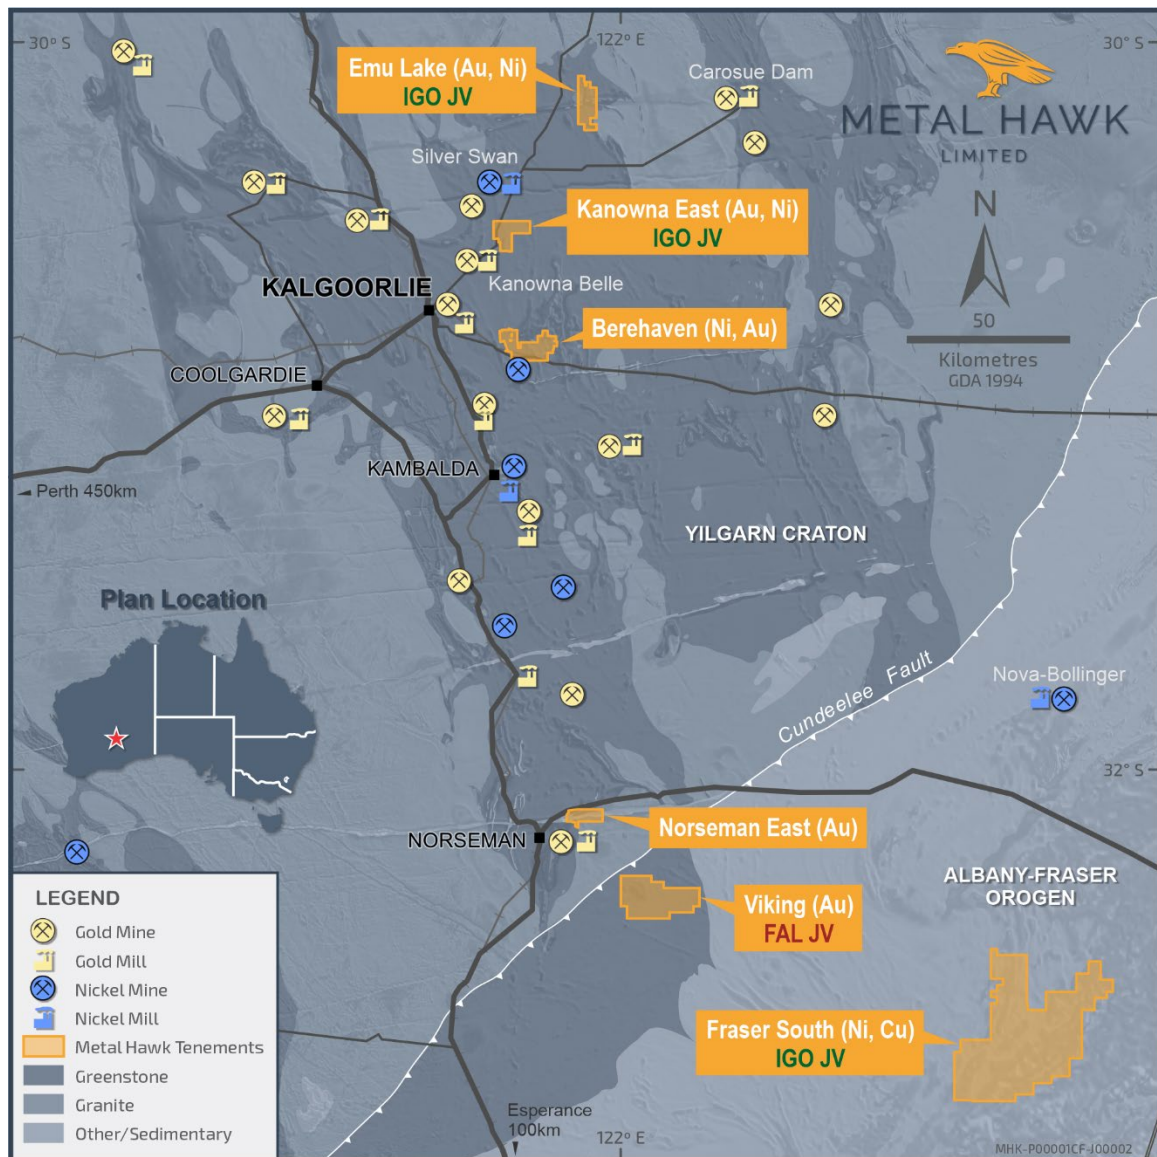 30° S
122° E
30° S
Emu Lake (Au, Ni)
IGO JV
Carosue Dam
METAL HAWK
LIMITED
Silver Swan
N
Kanowna East (Au, Ni)
IGO JV
KALGOORLIE
Kanowna Belle
50
Kilometres
GDA 1994
Berehaven (Ni, Au)
COOLGARDIE
KAMBALDA
Perth 450km
YILGARN CRATON
Plan Location
Cundeelee Fault
Nova-Bollinger
32° S
NORSEMAN
Norseman East (Au)
ALBANY-FRASER
OROGEN
Viking (Au)
FAL JV
LEGEND
Gold Mine
Gold Mill
Nickel Mine
Nickel Mill
Metal Hawk Tenements
Greenstone
Granite
Other/Sedimentary
Fraser South (Ni, Cu)
IGO JV
Esperance
100km
122° E
MHK-P00001CF-J00002